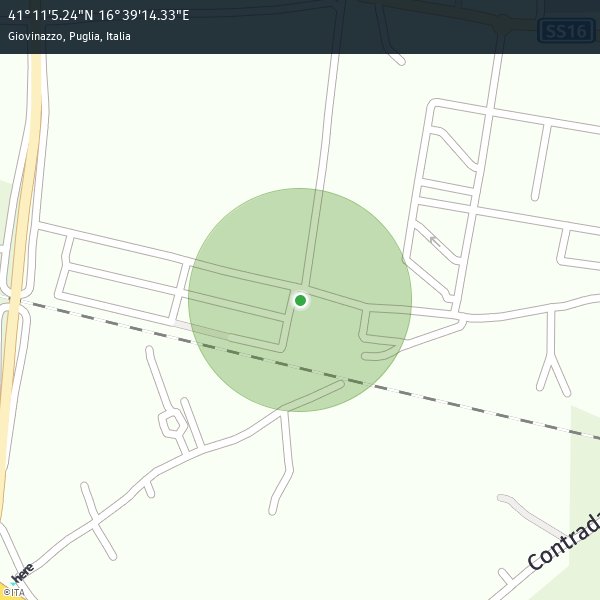 41°11'5.24"N 16°39'14.33"E
Giovinazzo, Puglia, Italia
SS16
Contrada
here
©ITA